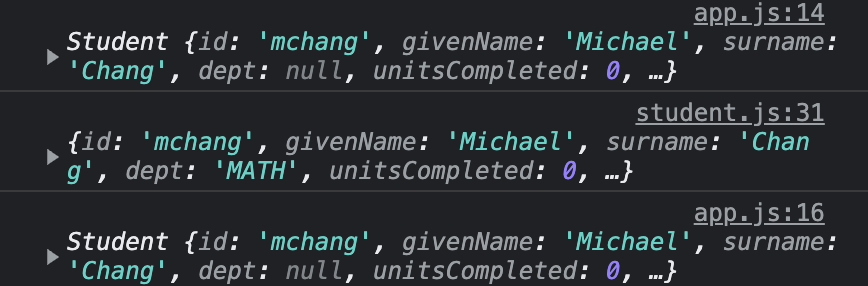 app.js:14
Student {id: 'mchang', givenName: 'Michael', surname:
'Chang', dept: null, unitsCompleted: 0, …}
student.js:31
{id: 'mchang', givenName: 'Michael', surname: 'Chan
g', dept: 'MATH', unitsCompleted: 0, …}
app.js:16
Student {id: 'mchang', givenName: 'Michael', surname:
'Chang', dept: null, unitsCompleted: 0, …}